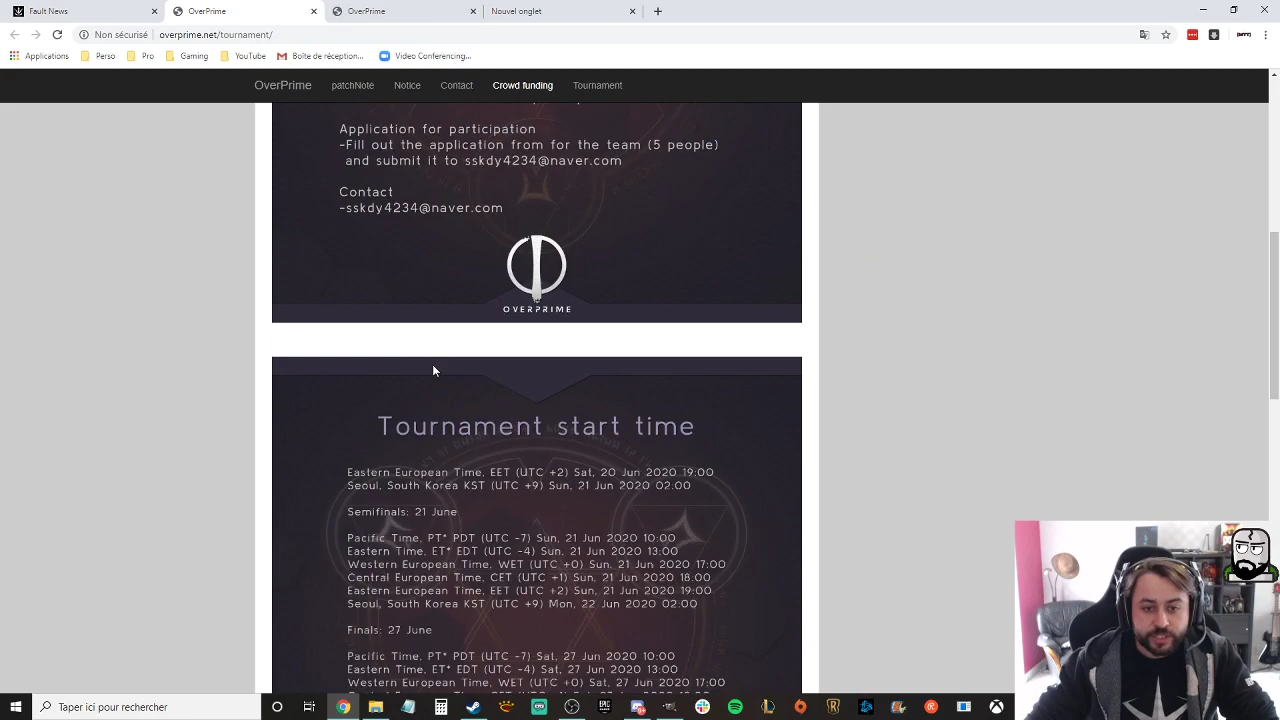 Fault News
OverPrime
OverPrime
Nouvel onglet
Non sécurisé
overprime.net/tournament/
Applications
Perso
Pro
Gaming
YouTube
Boîte de réception...
Video Conferencing...
OverPrime
patchNote
Notice
Contact
Crowd funding
Tournament
Application for participation
-Fill out the application from for the team (5 people)
and submit it to sskdy4234@naver.com
Contact
-sskdy4234@naver.com
OVERPRIME
Tournament start time
Eastern European Time, EET (UTC +2) Sat, 20 Jun 2020 19:00
Seoul, South Korea KST (UTC +9) Sun, 21 Jun 2020 02:00
Semifinals: 21 June
Pacific Time, PT* PDT (UTC -7) Sun, 21 Jun 2020 10:00
Eastern Time, ET* EDT (UTC -4) Sun, 21 Jun 2020 13:00
Western European Time, WET (UTC +0) Sun, 21 Jun 2020 17:00
Central European Time, CET (UTC +1) Sun, 21 Jun 2020 18:00
Eastern European Time, EET (UTC +2) Sun, 21 Jun 2020 19:00
Seoul, South Korea KST (UTC +9) Mon, 22 Jun 2020 02:00
Finals: 27 June
Pacific Time, PT* PDT (UTC -7) Sat, 27 Jun 2020 10:00
Eastern Time, ET* EDT (UTC -4) Sat, 27 Jun 2020 13:00
Western European Time, WET (UTC +0) Sat, 27 Jun 2020 17:00
Taper ici pour rechercher